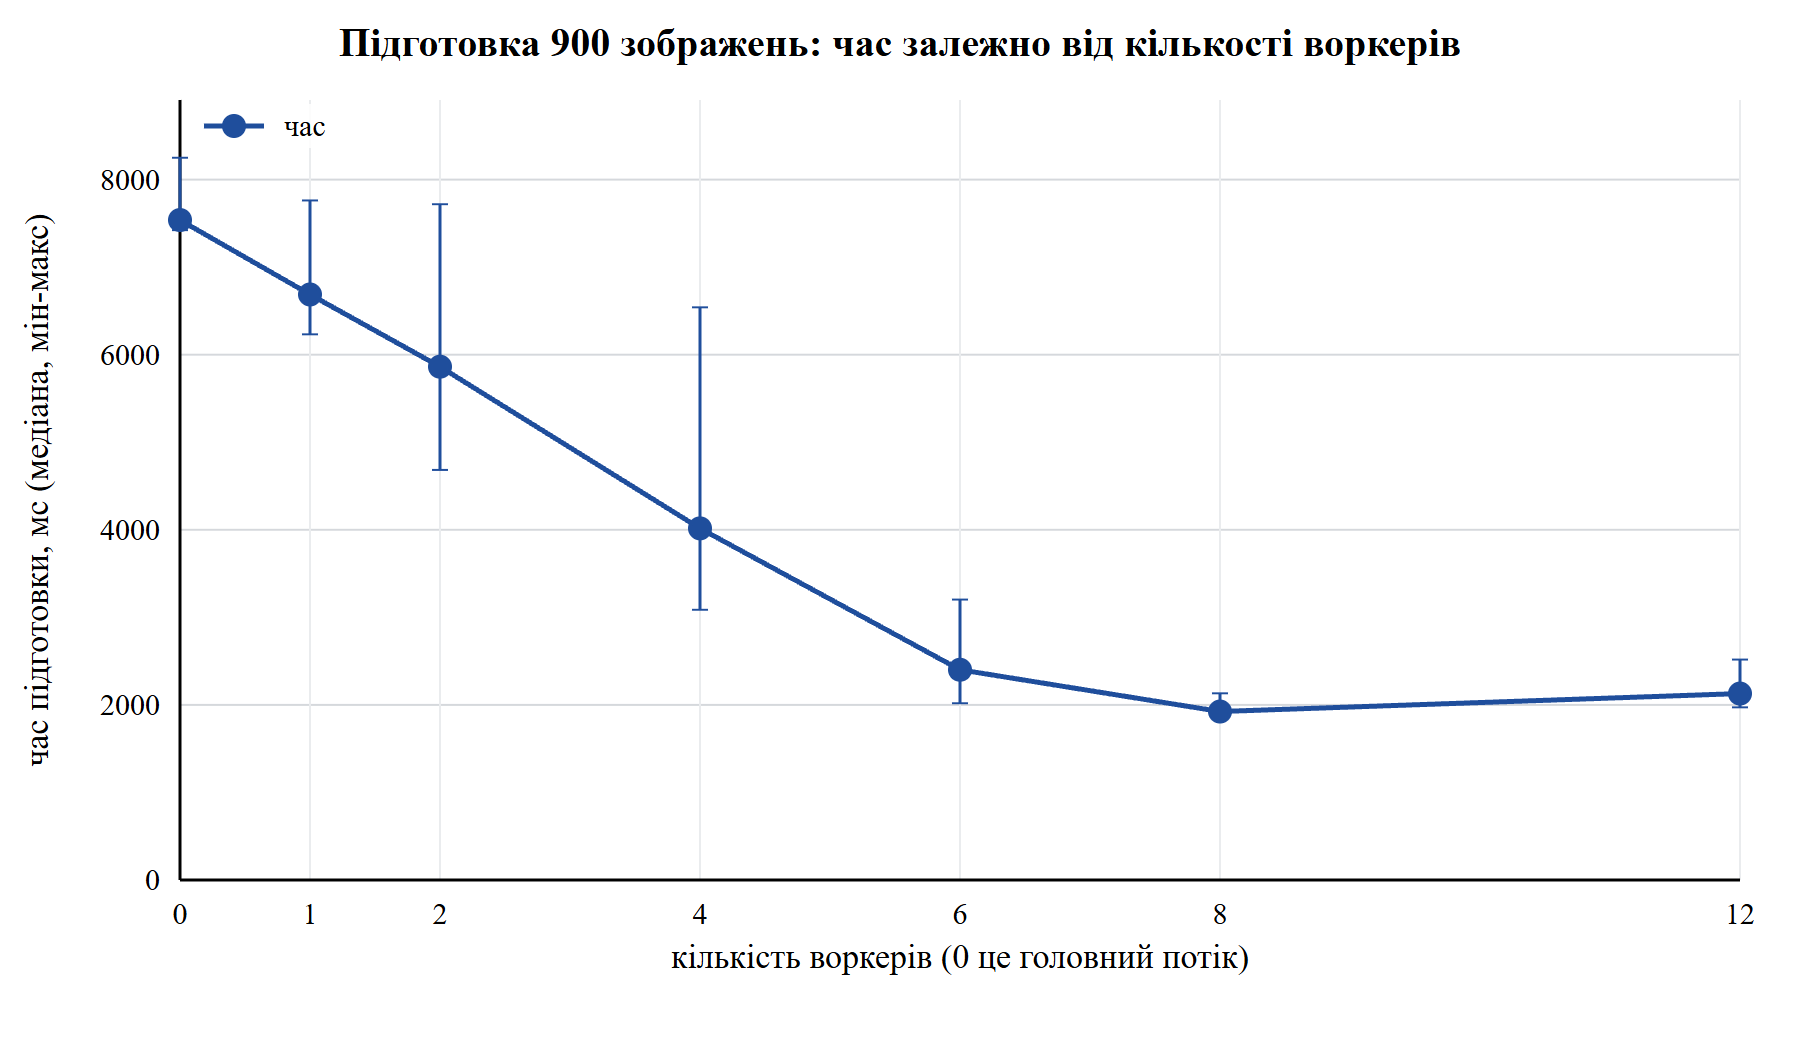 Підготовка 900 зображень: час залежно від кількості воркерів
час
8000
6000
4000
2000
0
час підготовки, мс (медіана, мін-макс)
0 1 2 4 6 8 12
кількість воркерів (0 це головний потік)